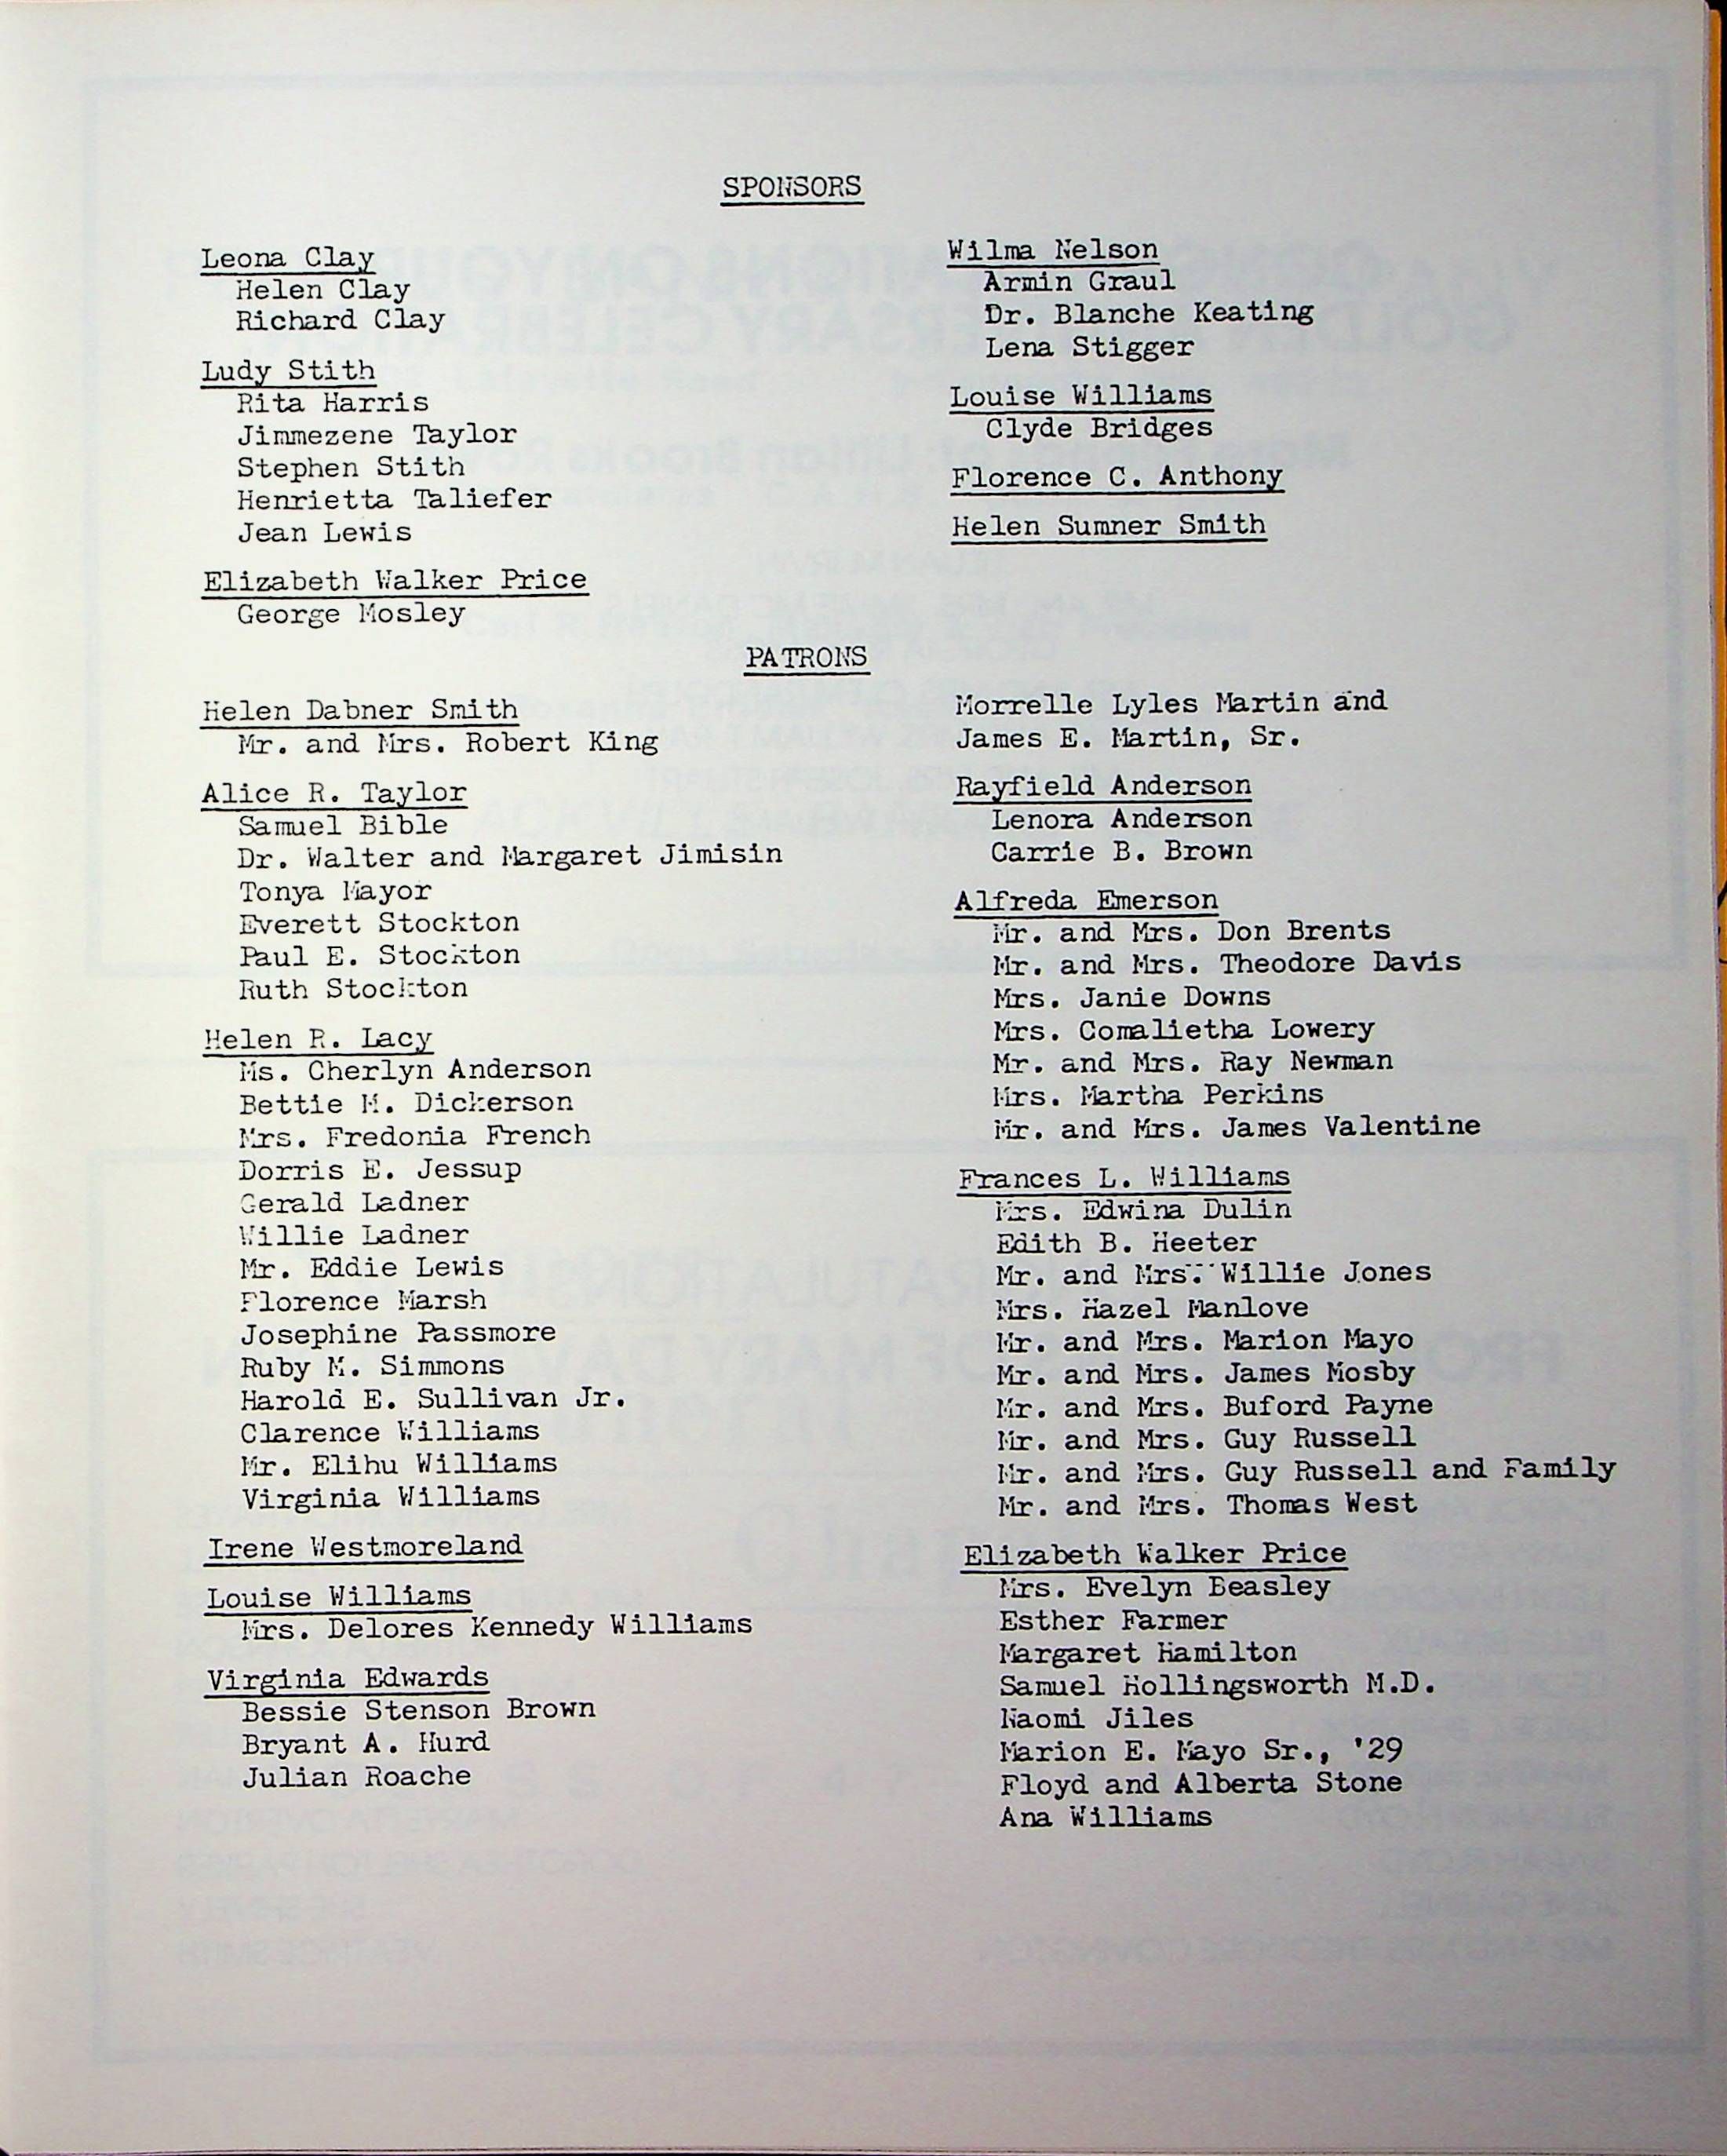 SPONSORS
Leona Clay
Helen Clay
Richard Clay
Ludy Stith
Rita Harris
Jimmezene Taylor
Stephen Stith
Henrietta Taliefer
Jean Lewis
Elizabeth Walker Price
George Mosley
Wilma Nelson
Armin Graul
Dr. Blanche Keating
Lena Stigger
Louise Williams
Clyde Bridges
Florence C. Anthony
Helen Sumner Smith
PATRONS
Helen Dabner Smith
Mr. and Mrs. Robert King
Alice R. Taylor
Samuel Bible
Dr. Walter and Margaret Jimisin
Tonya Mayor
Everett Stockton
Paul E. Stockton
Ruth Stockton
Helen R. Lacy
Ms. Cherlyn Anderson
Bettie M. Dickerson
Mrs. Fredonia French
Dorris E. Jessup
Gerald Ladner
Willie Ladner
Mr. Eddie Lewis
Florence Marsh
Josephine Passmore
Ruby M. Simmons
Harold E. Sullivan Jr.
Clarence Williams
Mr. Elihu Williams
Virginia Williams
Irene Westmoreland
Louise Williams
Mrs. Delores Kennedy Williams
Virginia Edwards
Bessie Stenson Brown
Bryant A. Hurd
Julian Roache
Morrelle Lyles Martin and
James E. Martin, Sr.
Rayfield Anderson
Lenora Anderson
Carrie B. Brown
Alfreda Emerson
Mr. and Mrs. Don Brents
Mr. and Mrs. Theodore Davis
Mrs. Janie Downs
Mrs. Comalietha Lowery
Mr. and Mrs. Ray Newman
Mrs. Martha Perkins
Mr. and Mrs. James Valentine
Frances L. Williams
Mrs. Edwina Dulin
Edith B. Heeter
Mr. and Mrs. Willie Jones
Mrs. Hazel Manlove
Mr. and Mrs. Marion Mayo
Mr. and Mrs. James Mosby
Mr. and Mrs. Buford Payne
Mr. and Mrs. Guy Russell
Mr. and Mrs. Guy Russell and Family
Mr. and Mrs. Thomas West
Elizabeth Walker Price
Mrs. Evelyn Beasley
Esther Farmer
Margaret Hamilton
Samuel Hollingsworth M.D.
Naomi Jiles
Marion E. Mayo Sr., '29
Floyd and Alberta Stone
Ana Williams